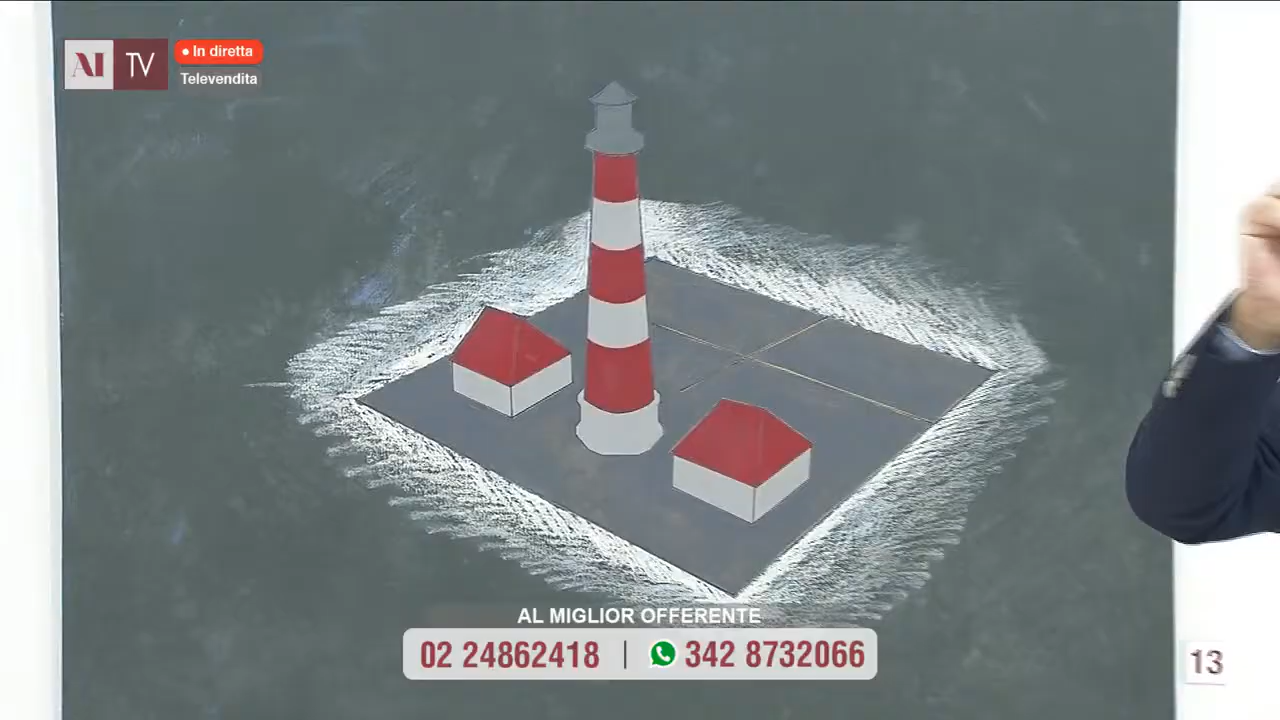 AI TV
• In diretta
Televendita
AL MIGLIOR OFFERENTE
02 24862418 | 342 8732066
13